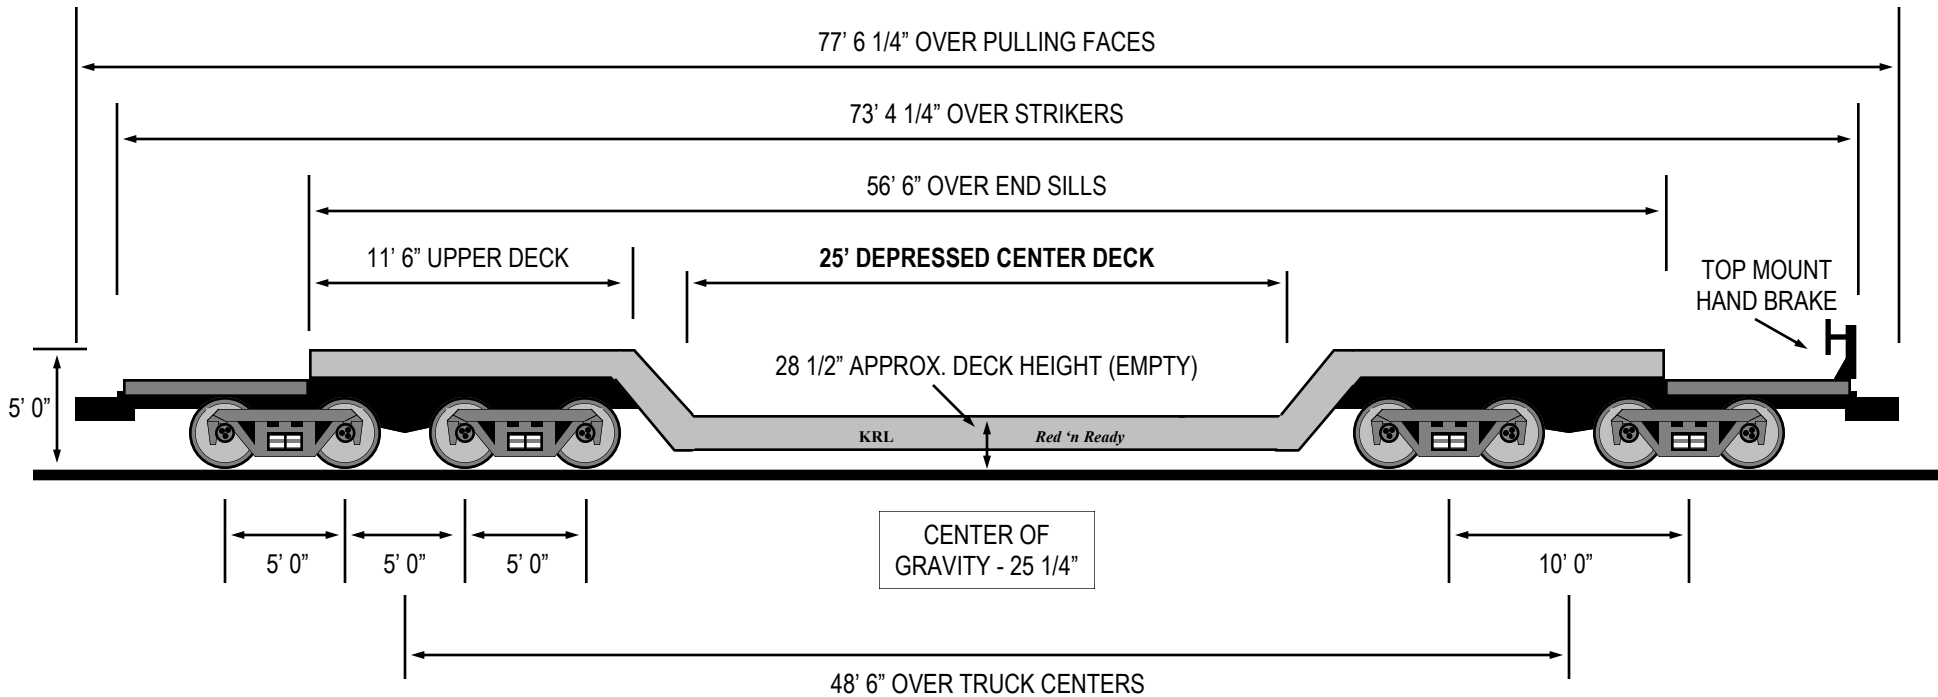 77’ 6 1/4” OVER PULLING FACES
73’ 4 1/4” OVER STRIKERS
56’ 6” OVER END SILLS
11’ 6” UPPER DECK
25’ DEPRESSED CENTER DECK
TOP MOUNT
HAND BRAKE
28 1/2” APPROX. DECK HEIGHT (EMPTY)
5’ 0”
KRL
Red ‘n Ready
CENTER OF
GRAVITY - 25 1/4”
5’ 0”
5’ 0”
5’ 0”
10’ 0”
48’ 6” OVER TRUCK CENTERS